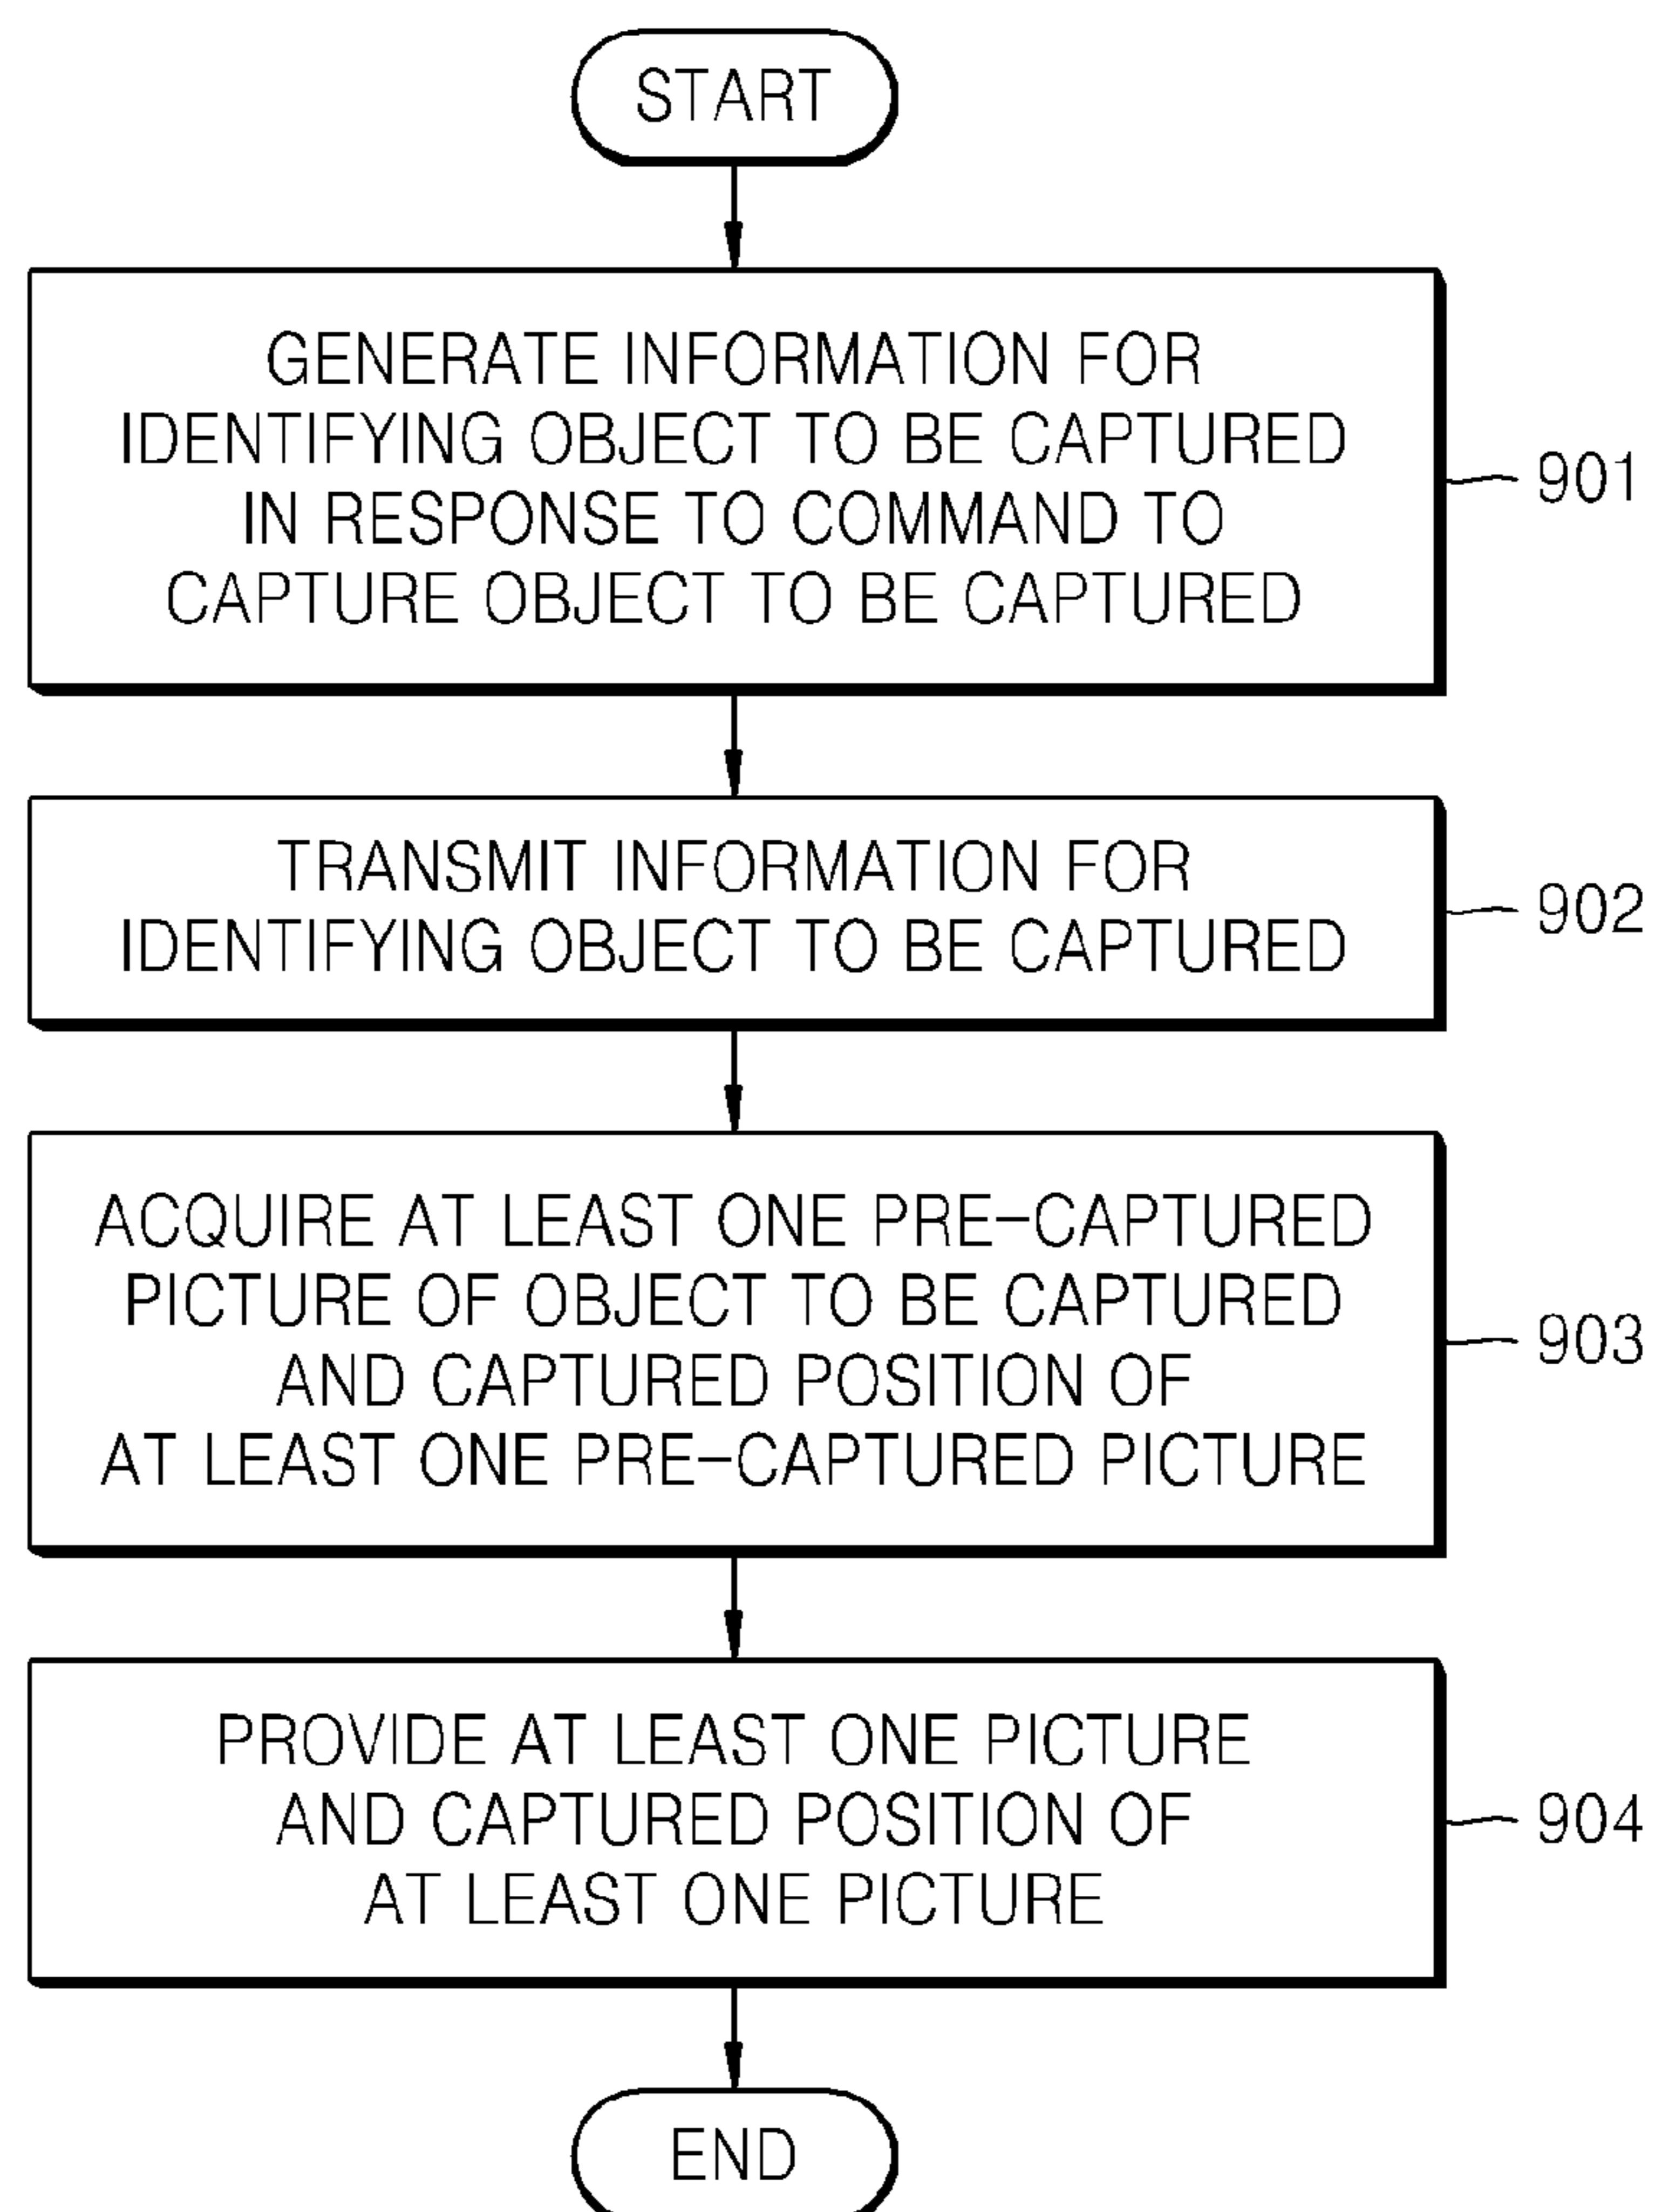 START
GENERATE INFORMATION FOR
IDENTIFYING OBJECT TO BE CAPTURED
IN RESPONSE TO COMMAND TO
CAPTURE OBJECT TO BE CAPTURED
901
TRANSMIT INFORMATION FOR
IDENTIFYING OBJECT TO BE CAPTURED
902
ACQUIRE AT LEAST ONE PRE-CAPTURED
PICTURE OF OBJECT TO BE CAPTURED
AND CAPTURED POSITION OF
AT LEAST ONE PRE-CAPTURED PICTURE
903
PROVIDE AT LEAST ONE PICTURE
AND CAPTURED POSITION OF
AT LEAST ONE PICTURE
904
END